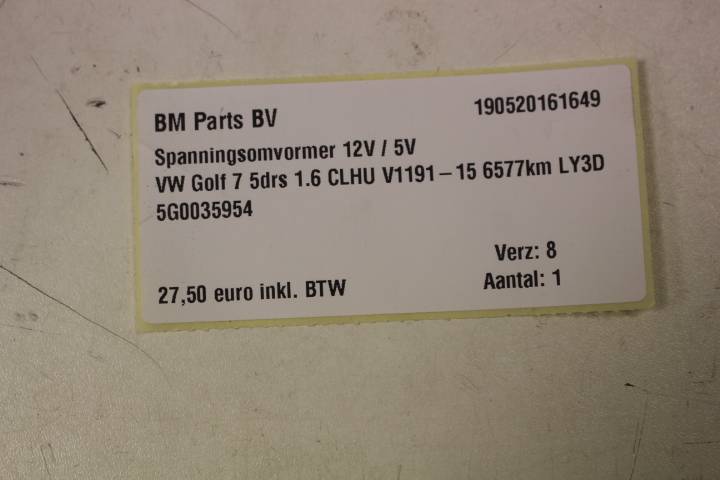 BM Parts BV 190520161649
Spanningsomvormer 12V / 5V
VW Golf 7 5drs 1.6 CLHU V1191-15 6577km LY3D
5G0035954
Verz: 8
27,50 euro inkl. BTW Aantal: 1